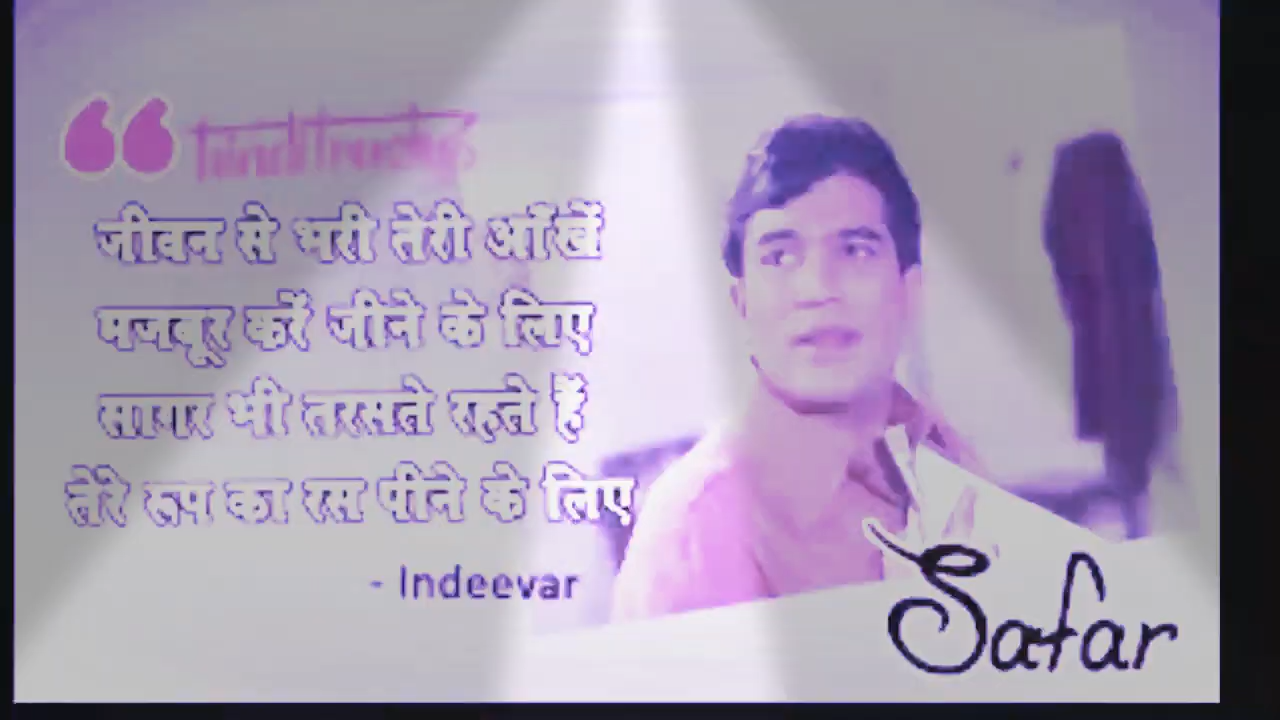 जीवन से भरी तेरी आँखें
मजबूर करें जीने के लिए
सागर भी तरसते रहते हैं
तेरे रूप का रस पीने के लिए
- Indeevar
Safar